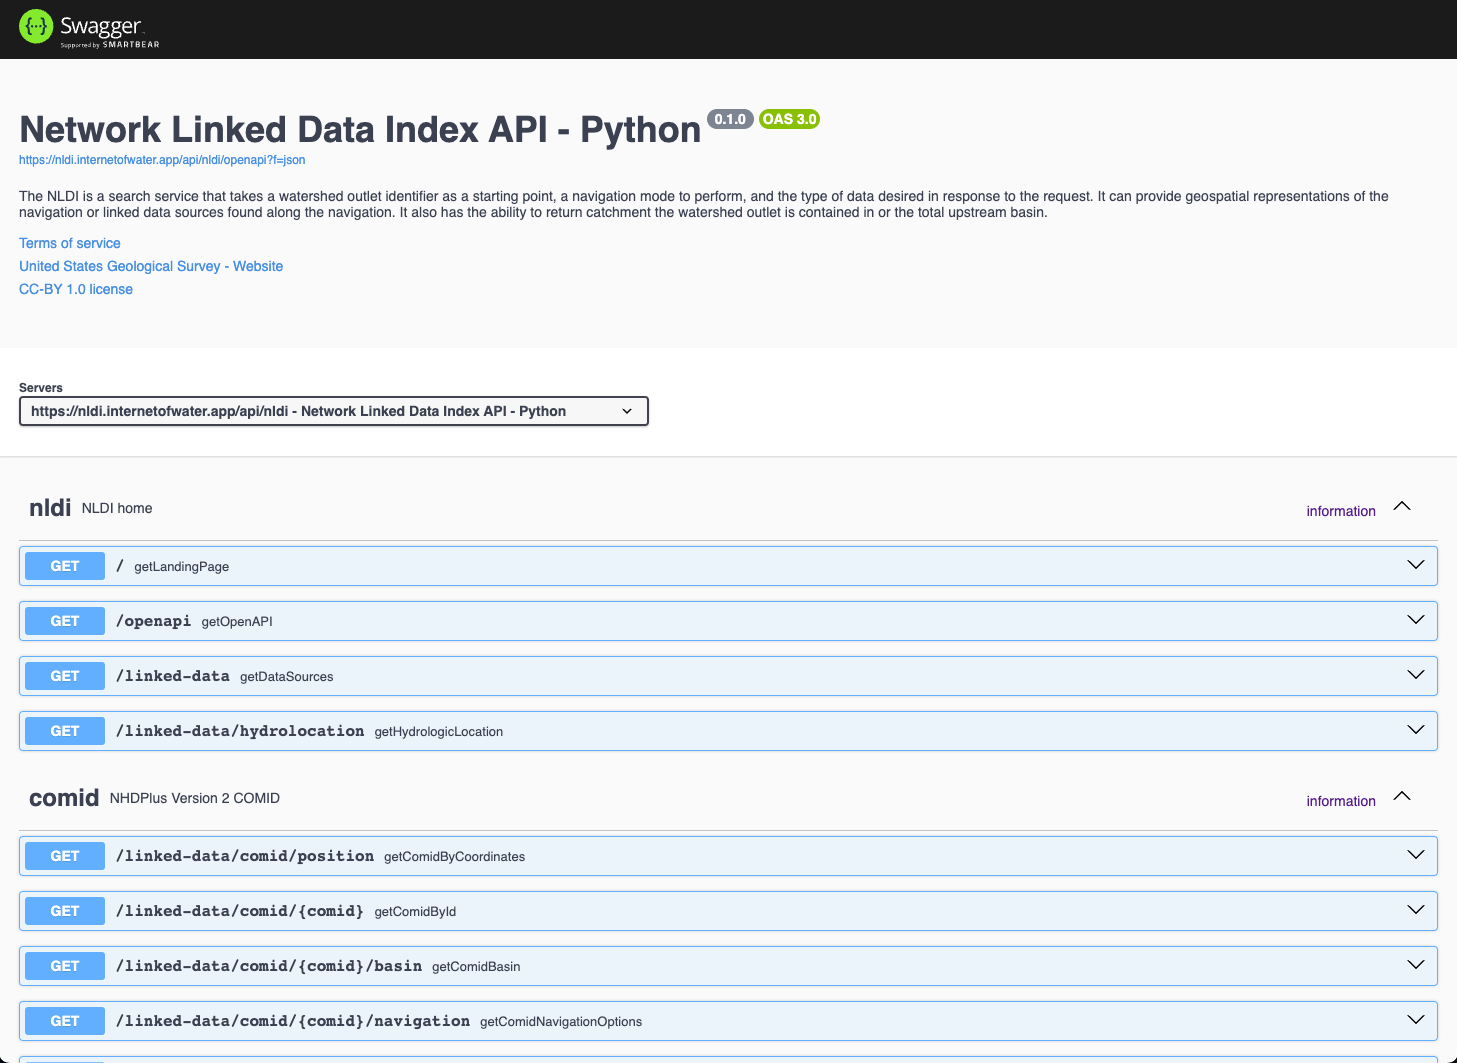 Swagger
Supported by SMARTBEAR
Network Linked Data Index API - Python 0.1.0 OAS 3.0
https://nldi.internetofwater.app/api/nldi/openapi?f=json
The NLDI is a search service that takes a watershed outlet identifier as a starting point, a navigation mode to perform, and the type of data desired in response to the request. It can provide geospatial representations of the
navigation or linked data sources found along the navigation. It also has the ability to return catchment the watershed outlet is contained in or the total upstream basin.
Terms of service
United States Geological Survey - Website
CC-BY 1.0 license
Servers
https://nldi.internetofwater.app/api/nldi - Network Linked Data Index API - Python
nldi NLDI home information
GET / getLandingPage
GET /openapi getOpenAPI
GET /linked-data getDataSources
GET /linked-data/hydrolocation getHydrologicLocation
comid NHDPlus Version 2 COMID information
GET /linked-data/comid/position getComidByCoordinates
GET /linked-data/comid/{comid} getComidById
GET /linked-data/comid/{comid}/basin getComidBasin
GET /linked-data/comid/{comid}/navigation getComidNavigationOptions